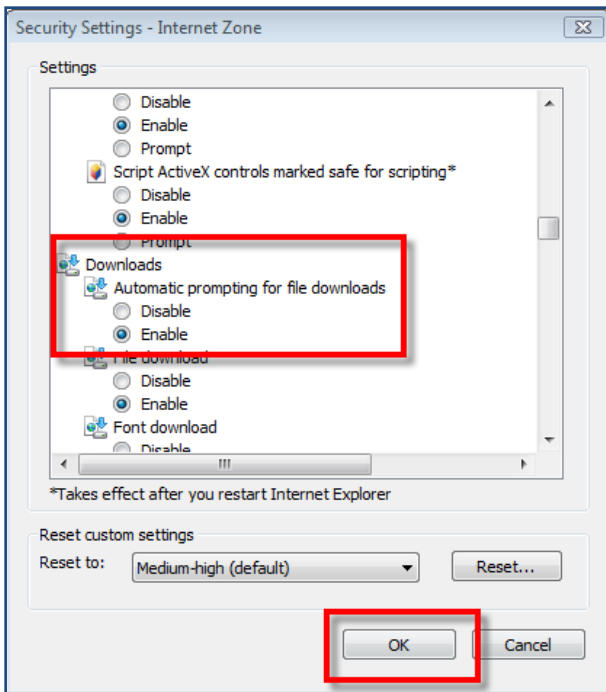 Security Settings - Internet Zone
Settings
Disable
Enable
Prompt
Script ActiveX controls marked safe for scripting*
Disable
Enable
Prompt
Downloads
Automatic prompting for file downloads
Disable
Enable
File download
Disable
Enable
Font download
Disable
*Takes effect after you restart Internet Explorer
Reset custom settings
Reset to: Medium-high (default) Reset...
OK Cancel